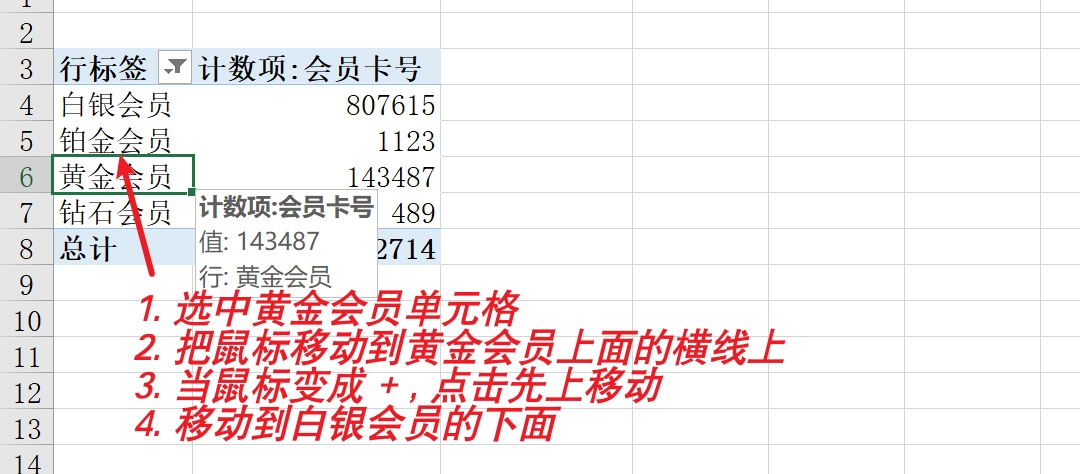 1
2
3 行标签 计数项:会员卡号
4 白银会员 807615
5 铂金会员 1123
6 黄金会员 143487
7 钻石会员 489
8 总计 2714
计数项:会员卡号
值: 143487
行: 黄金会员
9
10
11
12
13
14
1. 选中黄金会员单元格
2. 把鼠标移动到黄金会员上面的横线上
3. 当鼠标变成 + , 点击先上移动
4. 移动到白银会员的下面